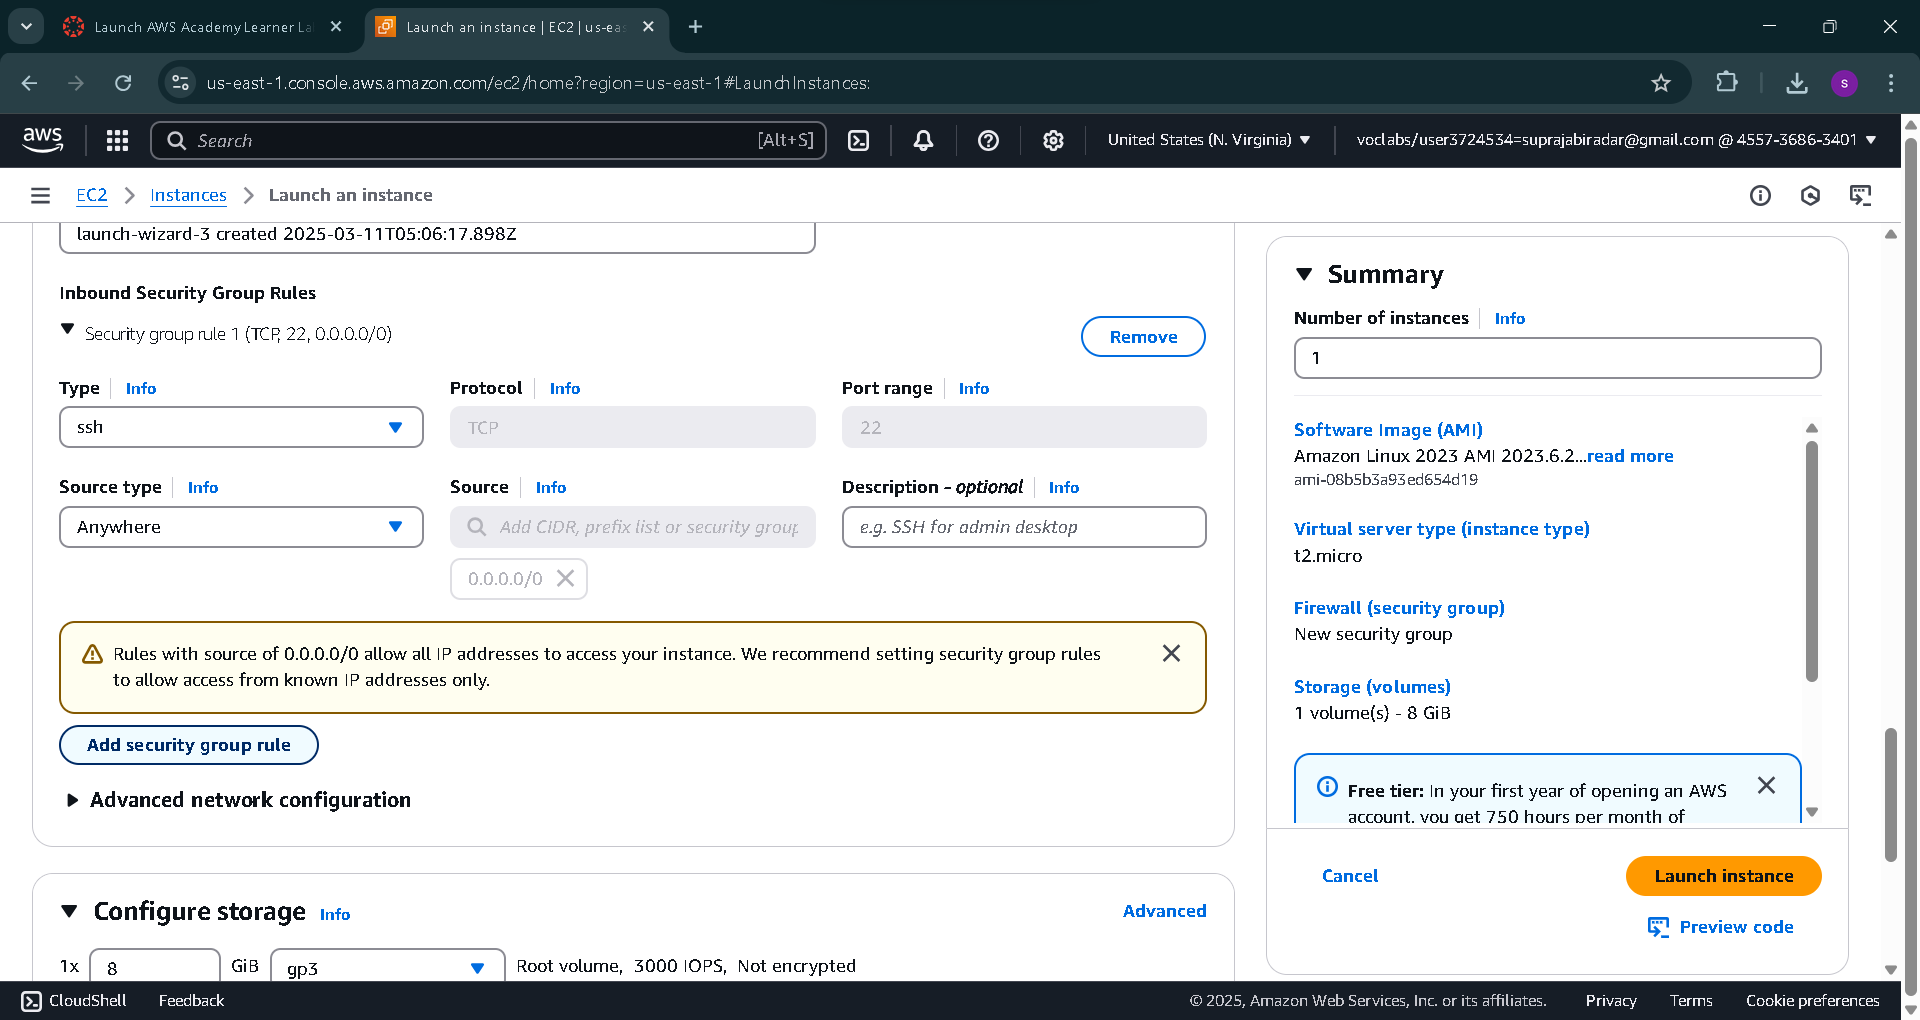 Launch AWS Academy Learner La
Launch an instance | EC2 | us-eas
us-east-1.console.aws.amazon.com/ec2/home?region=us-east-1#LaunchInstances:
S
aws
Search
[Alt+S]
United States (N. Virginia)
voclabs/user3724534=suprajabiradar@gmail.com @ 4557-3686-3401
EC2
Instances
Launch an instance
launch-wizard-3 created 2025-03-11T05:06:17.898Z
Inbound Security Group Rules
Security group rule 1 (TCP, 22, 0.0.0.0/0)
Remove
Type Info
Protocol Info
Port range Info
ssh
TCP
22
Source type Info
Source Info
Description - optional Info
Anywhere
Add CIDR, prefix list or security group
e.g. SSH for admin desktop
0.0.0.0/0
Rules with source of 0.0.0.0/0 allow all IP addresses to access your instance. We recommend setting security group rules
to allow access from known IP addresses only.
Add security group rule
Advanced network configuration
Configure storage Info
Advanced
1x 8 GiB gp3 Root volume, 3000 IOPS, Not encrypted
Summary
Number of instances Info
1
Software Image (AMI)
Amazon Linux 2023 AMI 2023.6.2...read more
ami-08b5b3a93ed654d19
Virtual server type (instance type)
t2.micro
Firewall (security group)
New security group
Storage (volumes)
1 volume(s) - 8 GiB
Free tier: In your first year of opening an AWS
account, you get 750 hours per month of
Cancel
Launch instance
Preview code
CloudShell
Feedback
© 2025, Amazon Web Services, Inc. or its affiliates.
Privacy
Terms
Cookie preferences